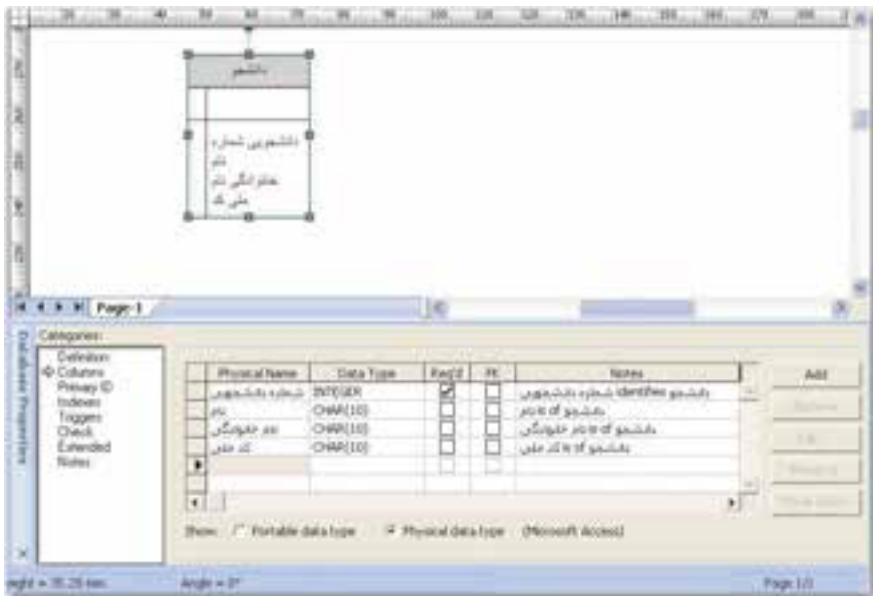 دانشجو
دانشجویی شماره
نام
خانوادگی نام
ملی کد
Page-1
Database Properties
Categories:
Definition
Columns
Primary ID
Indexes
Triggers
Check
Extended
Notes
Physical Name Data Type Req'd PK Notes
شماره دانشجویی INTEGER شماره دانشجویی identifies دانشجو
نام CHAR(10) نام is of دانشجو
نام خانوادگی CHAR(10) نام خانوادگی is of دانشجو
کد ملی CHAR(10) کد ملی is of دانشجو
Add
Show: Portable data type Physical data type (Microsoft Access)
Angle = 0°
Page 1/1